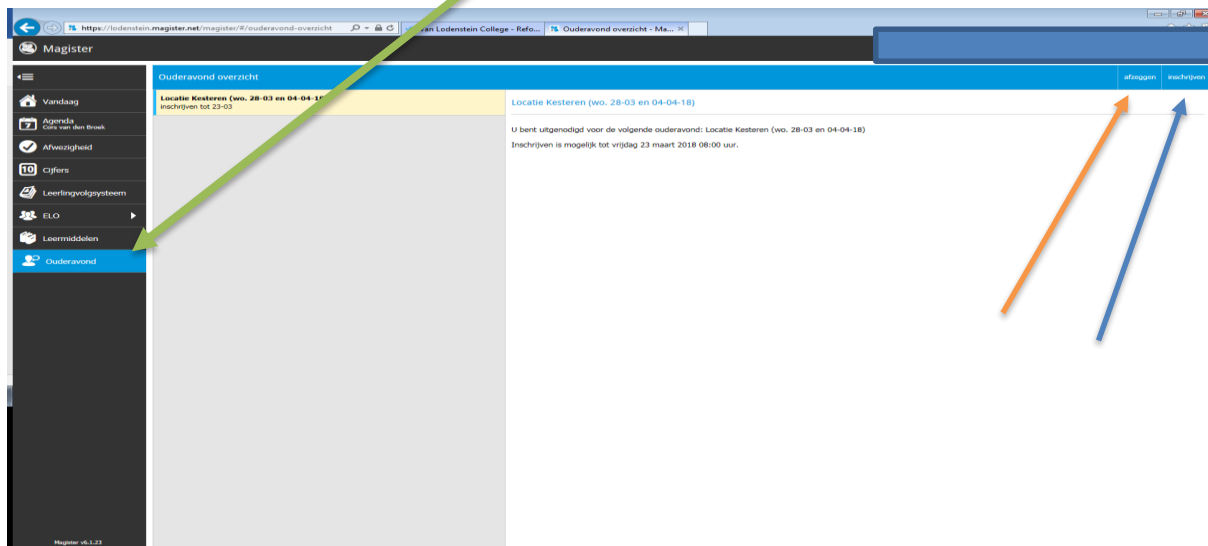 https://lodenstein.magister.net/magister/#/ouderavond-overzicht
van Lodenstein College - Refo...
Ouderavond overzicht - Ma...
Magister
Ouderavond overzicht
afzeggen
inschrijven
Vandaag
7
Agenda
Cors van den Broek
Afwezigheid
10
Cijfers
Leerlingvolgsysteem
ELO
Leermiddelen
Ouderavond
Locatie Kesteren (wo. 28-03 en 04-04-18)
inschrijven tot 23-03
Locatie Kesteren (wo. 28-03 en 04-04-18)
U bent uitgenodigd voor de volgende ouderavond: Locatie Kesteren (wo. 28-03 en 04-04-18)
Inschrijven is mogelijk tot vrijdag 23 maart 2018 08:00 uur.
Magister v6.1.23